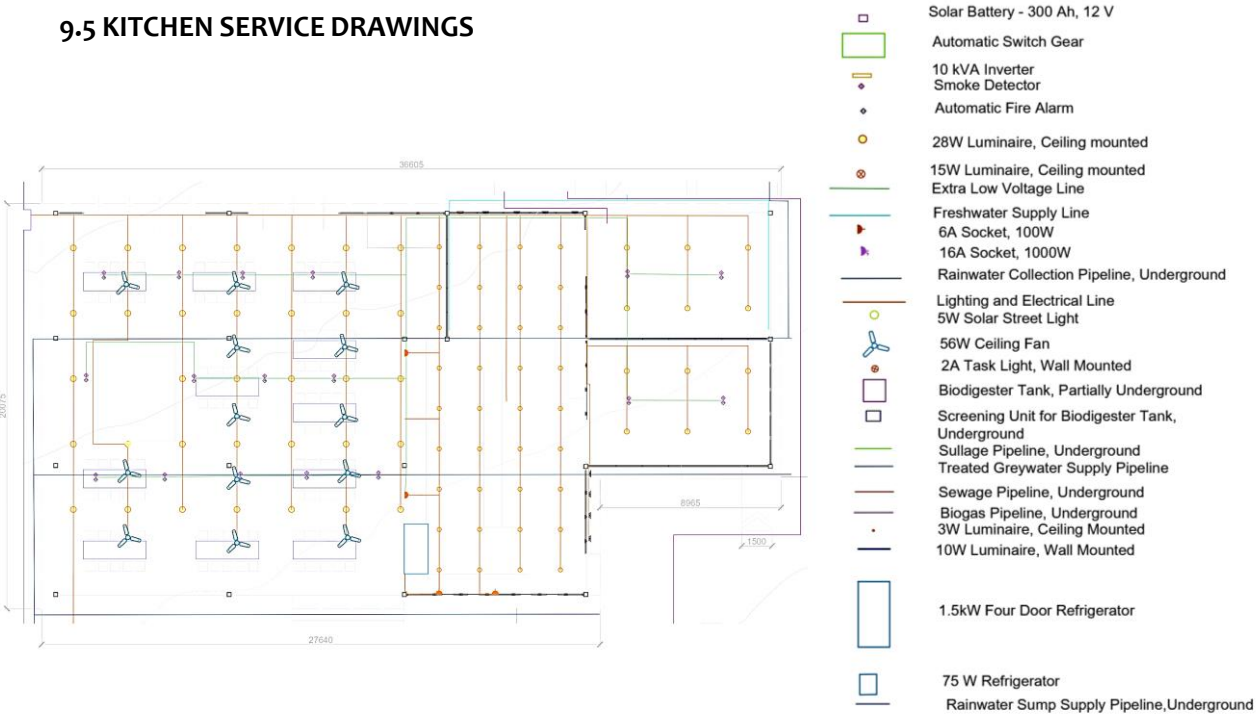 9.5 KITCHEN SERVICE DRAWINGS
36605
20075
8965
1500
27640
Solar Battery - 300 Ah, 12 V
Automatic Switch Gear
10 kVA Inverter
Smoke Detector
Automatic Fire Alarm
28W Luminaire, Ceiling mounted
15W Luminaire, Ceiling mounted
Extra Low Voltage Line
Freshwater Supply Line
6A Socket, 100W
16A Socket, 1000W
Rainwater Collection Pipeline, Underground
Lighting and Electrical Line
5W Solar Street Light
56W Ceiling Fan
2A Task Light, Wall Mounted
Biodigester Tank, Partially Underground
Screening Unit for Biodigester Tank,
Underground
Sullage Pipeline, Underground
Treated Greywater Supply Pipeline
Sewage Pipeline, Underground
Biogas Pipeline, Underground
3W Luminaire, Ceiling Mounted
10W Luminaire, Wall Mounted
1.5kW Four Door Refrigerator
75 W Refrigerator
Rainwater Sump Supply Pipeline,Underground